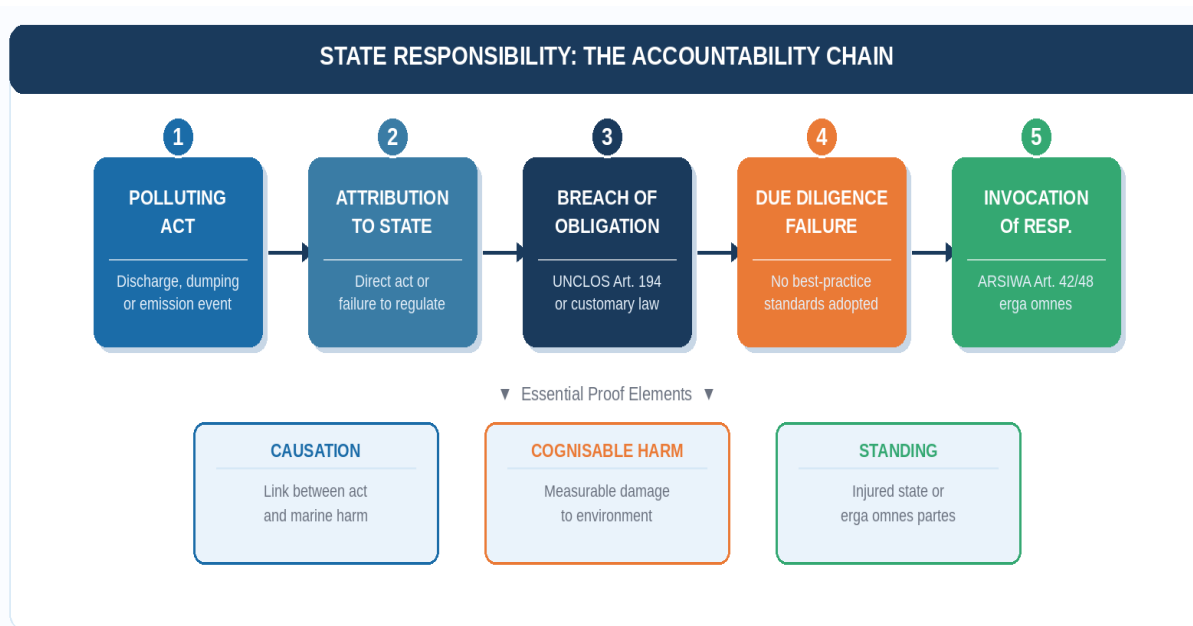 STATE RESPONSIBILITY: THE ACCOUNTABILITY CHAIN
1
POLLUTING
ACT
Discharge, dumping
or emission event
2
ATTRIBUTION
TO STATE
Direct act or
failure to regulate
3
BREACH OF
OBLIGATION
UNCLOS Art. 194
or customary law
4
DUE DILIGENCE
FAILURE
No best-practice
standards adopted
5
INVOCATION
Of RESP.
ARSIWA Art. 42/48
erga omnes
▼ Essential Proof Elements ▼
CAUSATION
Link between act
and marine harm
COGNISABLE HARM
Measurable damage
to environment
STANDING
Injured state or
erga omnes partes